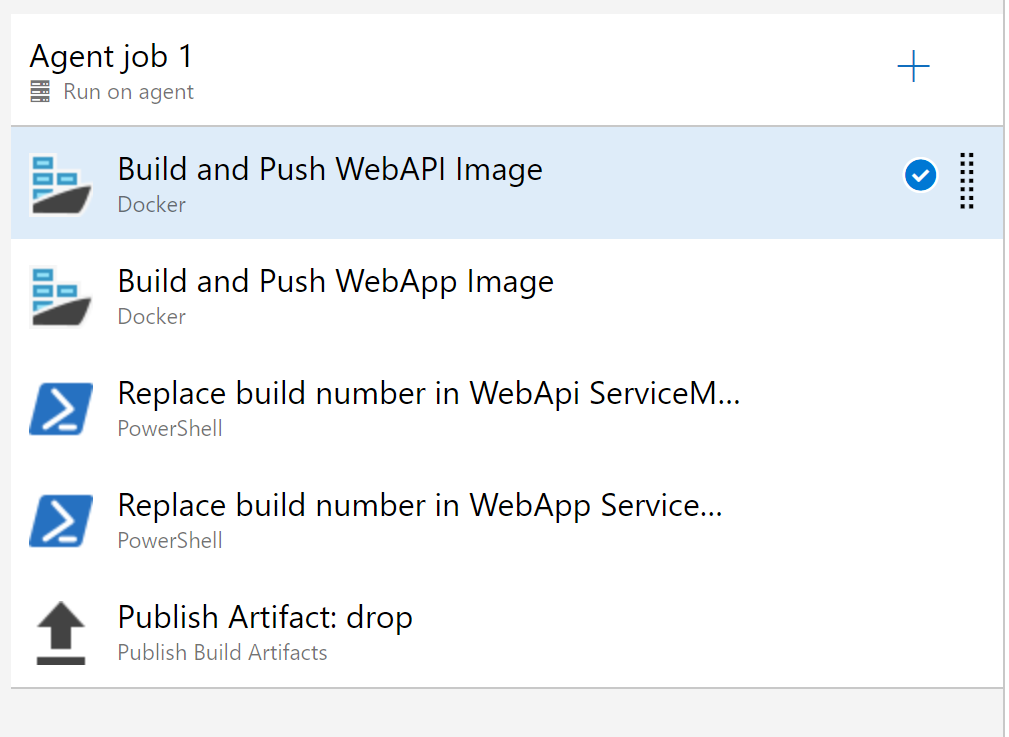 Agent job 1
Run on agent
Build and Push WebAPI Image
Docker
Build and Push WebApp Image
Docker
Replace build number in WebApi ServiceM...
PowerShell
Replace build number in WebApp Service...
PowerShell
Publish Artifact: drop
Publish Build Artifacts